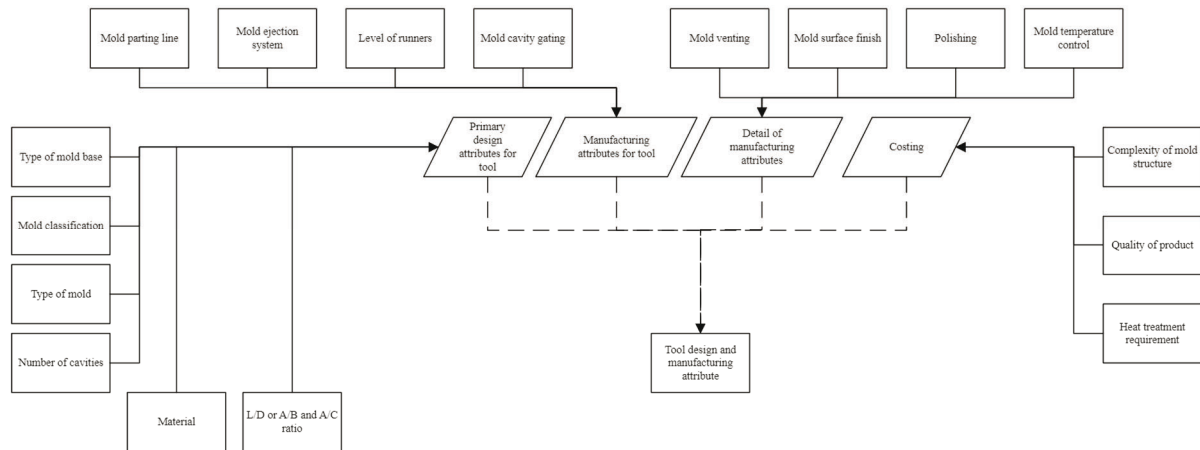 Mold parting line
Mold ejection
system
Level of runners
Mold cavity gating
Mold venting
Mold surface finish
Polishing
Mold temperature
control
Primary
design
attributes for
tool
Manufacturing
attributes for tool
Detail of
manufacturing
attributes
Costing
Type of mold base
Mold classification
Type of mold
Number of cavities
Material
L/D or A/B and A/C
ratio
Complexity of mold
structure
Quality of product
Heat treatment
requirement
Tool design and
manufacturing
attribute